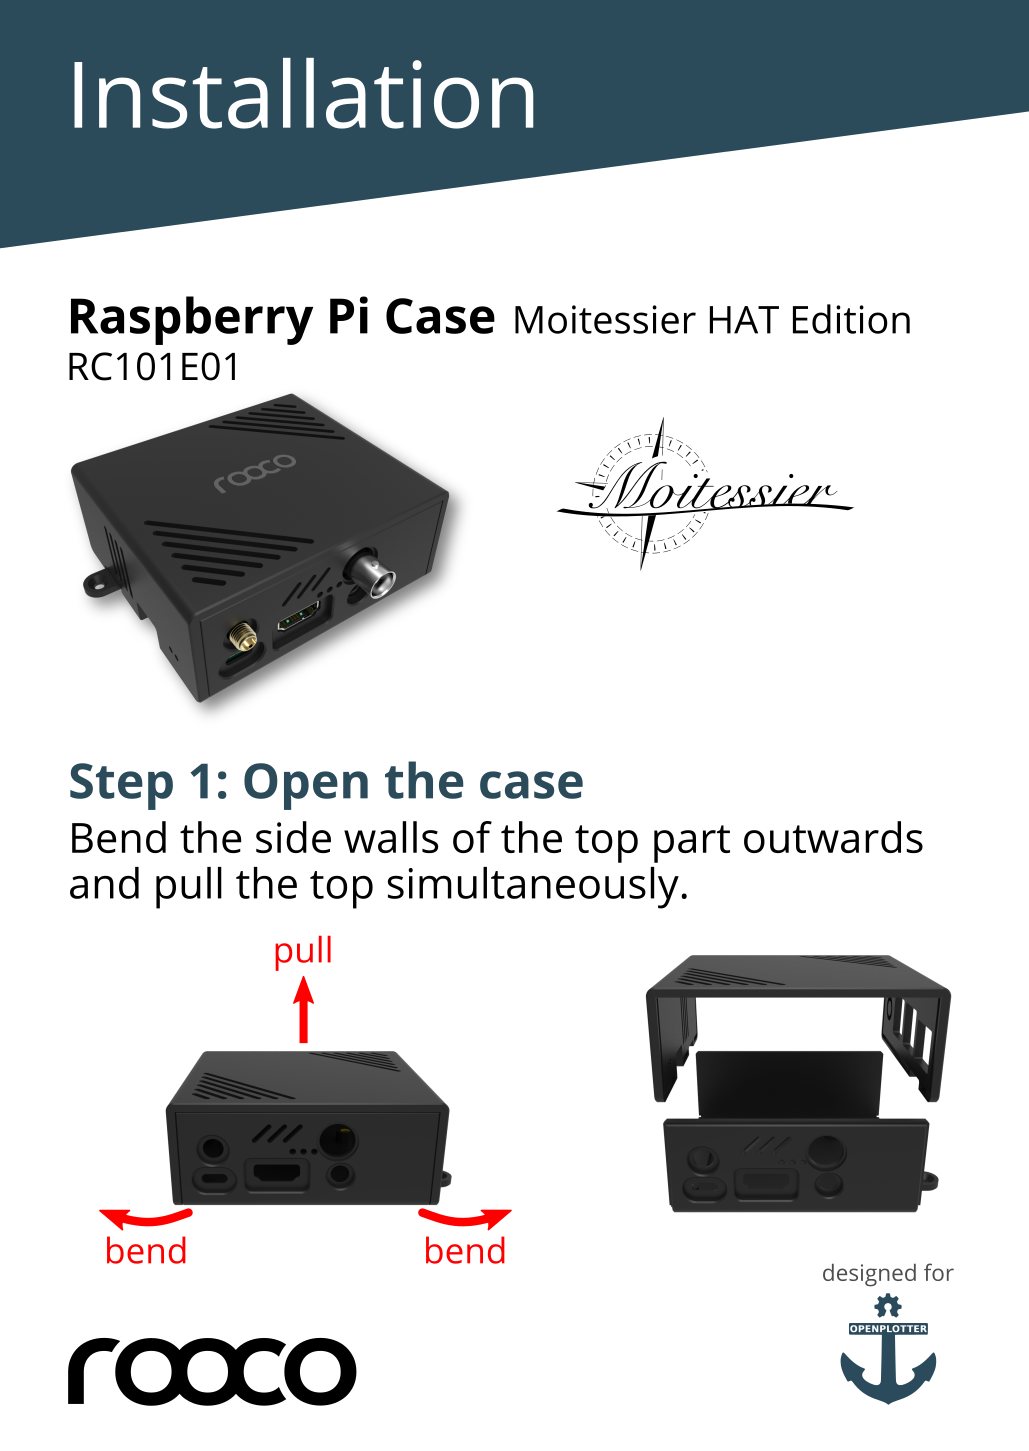 Installation
Raspberry Pi Case Moitessier HAT Edition
RC101E01
rooco
Moitessier
Step 1: Open the case
Bend the side walls of the top part outwards
and pull the top simultaneously.
pull
bend
bend
designed for
OPENPLOTTER
rooco